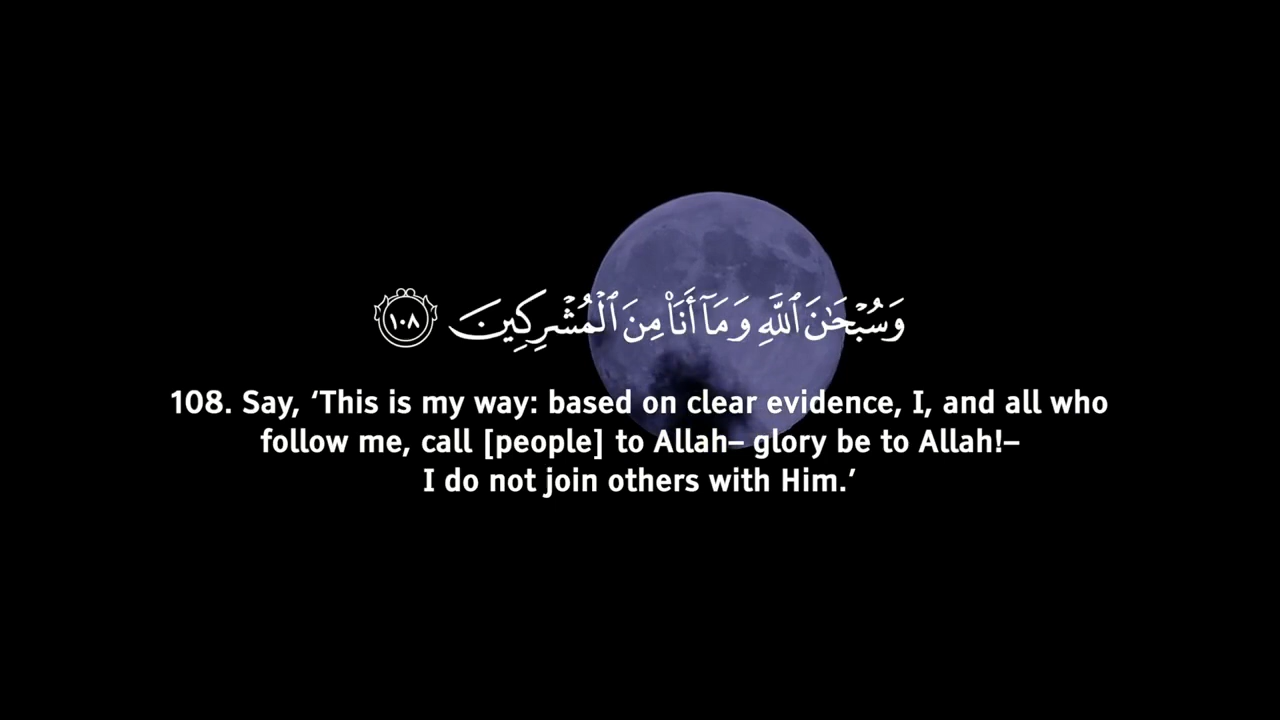 وَسُبْحَـٰنَ ٱللَّهِ وَمَآ أَنَا۠ مِنَ ٱلْمُشْرِكِينَ ١٠٨
108. Say, ‘This is my way: based on clear evidence, I, and all who
follow me, call [people] to Allah– glory be to Allah!–
I do not join others with Him.’